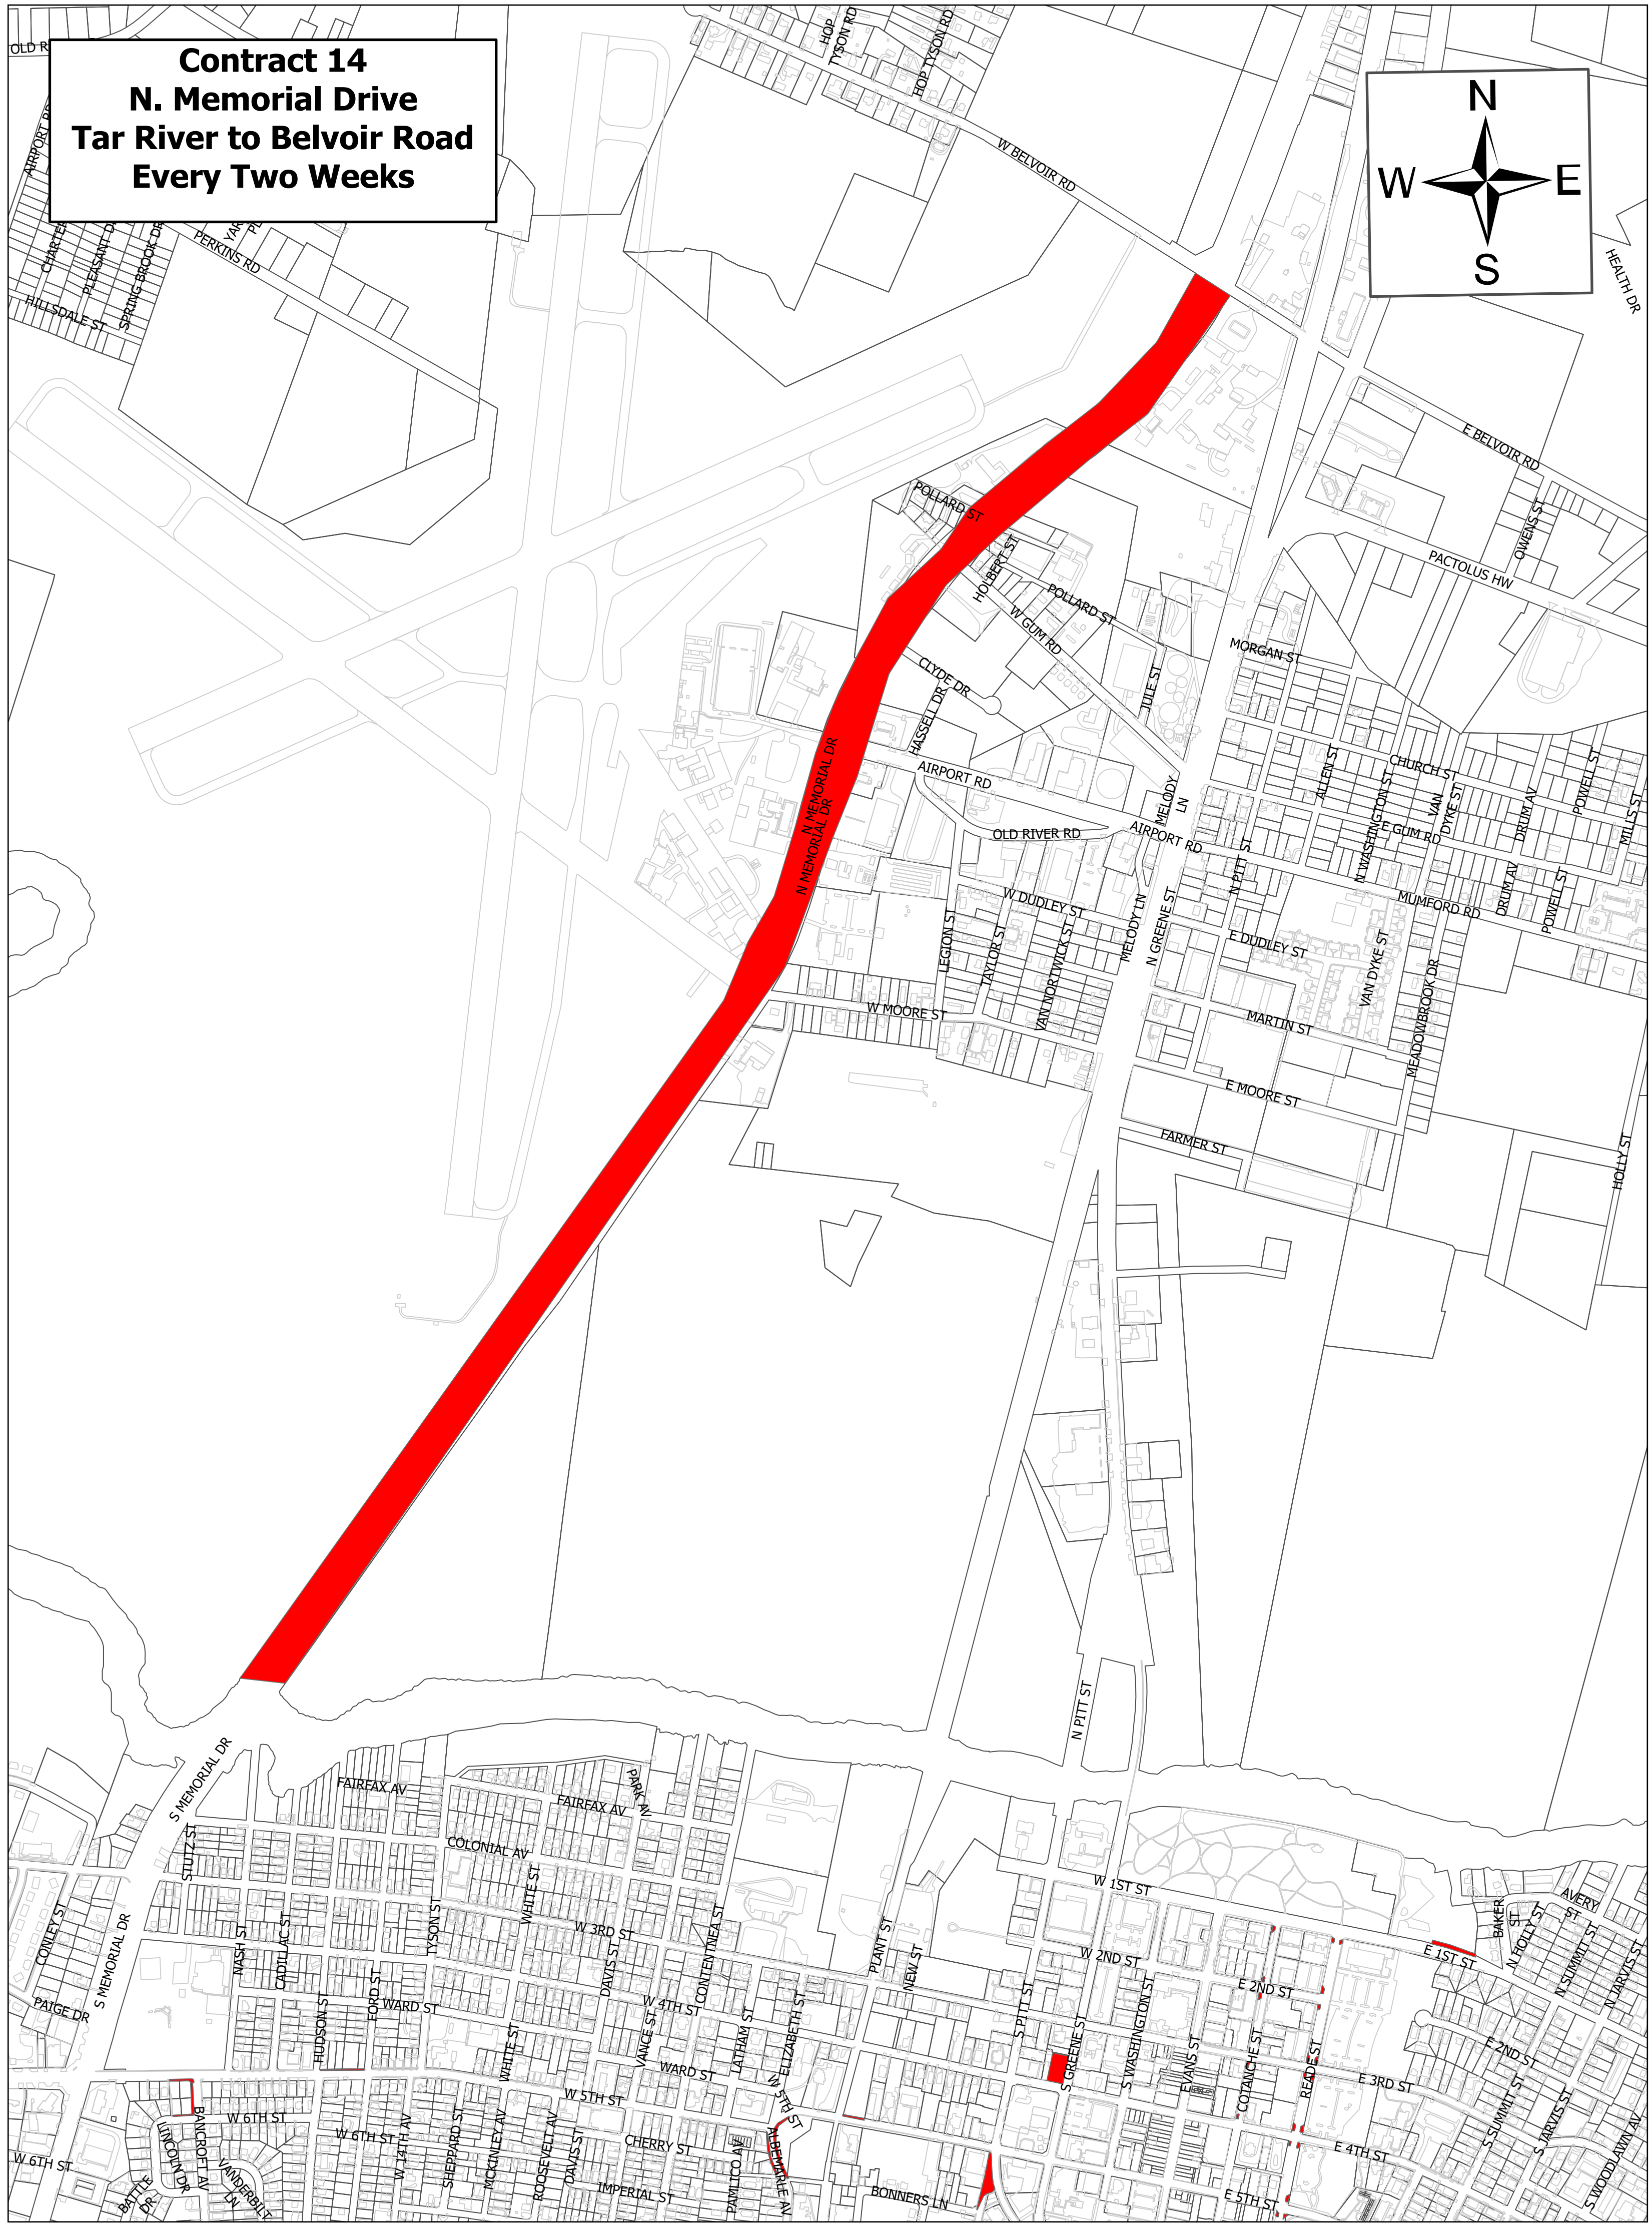 Contract 14
N. Memorial Drive
Tar River to Belvoir Road
Every Two Weeks
N
W
E
S
OLD R
HOP
TYSON RD
HOP TYSON RD
W BELVOIR RD
HEALTH DR
PLEASANT D
SPRING BROOK DR
PERKINS RD
HILLSDALE ST
E BELVOIR RD
OWENS ST
PACTOLUS HW
POLLARD ST
HOLBERT ST
POLLARD ST
W GUM RD
CLYDE DR
HASSELL DR
JULE ST
MORGAN ST
N MEMORIAL DR
N MEMORIAL DR
AIRPORT RD
MELODY
LN
OLD RIVER RD
AIRPORT RD
ALLEN ST
CHURCH ST
N WASHINGTON ST
VAN
DYKE ST
E GUM RD
DRUM AV
POWELL ST
MILLS ST
N PITT ST
DRUM AV
POWELL ST
MUMFORD RD
W DUDLEY ST
LEGION ST
TAYLOR ST
VAN NORTWICK ST
MELODY LN
N GREENE ST
E DUDLEY ST
VAN DYKE ST
MEADOWBROOK DR
W MOORE ST
MARTIN ST
E MOORE ST
FARMER ST
HOLLY ST
N PITT ST
S MEMORIAL DR
FAIRFAX AV
FAIRFAX AV
PARK AV
STUTZ ST
COLONIAL AV
WHITE ST
W 1ST ST
CONLEY ST
S MEMORIAL DR
NASH ST
CADILLAC ST
TYSON ST
W 3RD ST
DAVIS ST
CONTENTNEA ST
PLANT ST
NEW ST
W 2ND ST
E 1ST ST
BAKER
ST
AVERY
ST
N HOLLY ST
N SUMMIT ST
N JARVIS ST
PAIGE DR
HUDSON ST
FORD ST
WARD ST
W 4TH ST
WHITE ST
VANCE ST
WARD ST
LATHAM ST
ELIZABETH ST
S PITT ST
S GREENE ST
S WASHINGTON ST
EVANS ST
COTANCHE ST
E 2ND ST
READE ST
E 3RD ST
E 2ND ST
W 5TH ST
W 5TH ST
S SUMMIT ST
S JARVIS ST
S WOODLAWN AV
W 6TH ST
BANCROFT AV
LINCOLN DR
W 6TH ST
W 6TH ST
W 14TH AV
SHEPPARD ST
MCKINLEY AV
ROOSEVELT AV
DAVIS ST
CHERRY ST
IMPERIAL ST
PAMLICO AV
ALBEMARLE AV
BONNERS LN
E 4TH ST
E 5TH ST
BATTLE
DR
VANDERBILT
LN